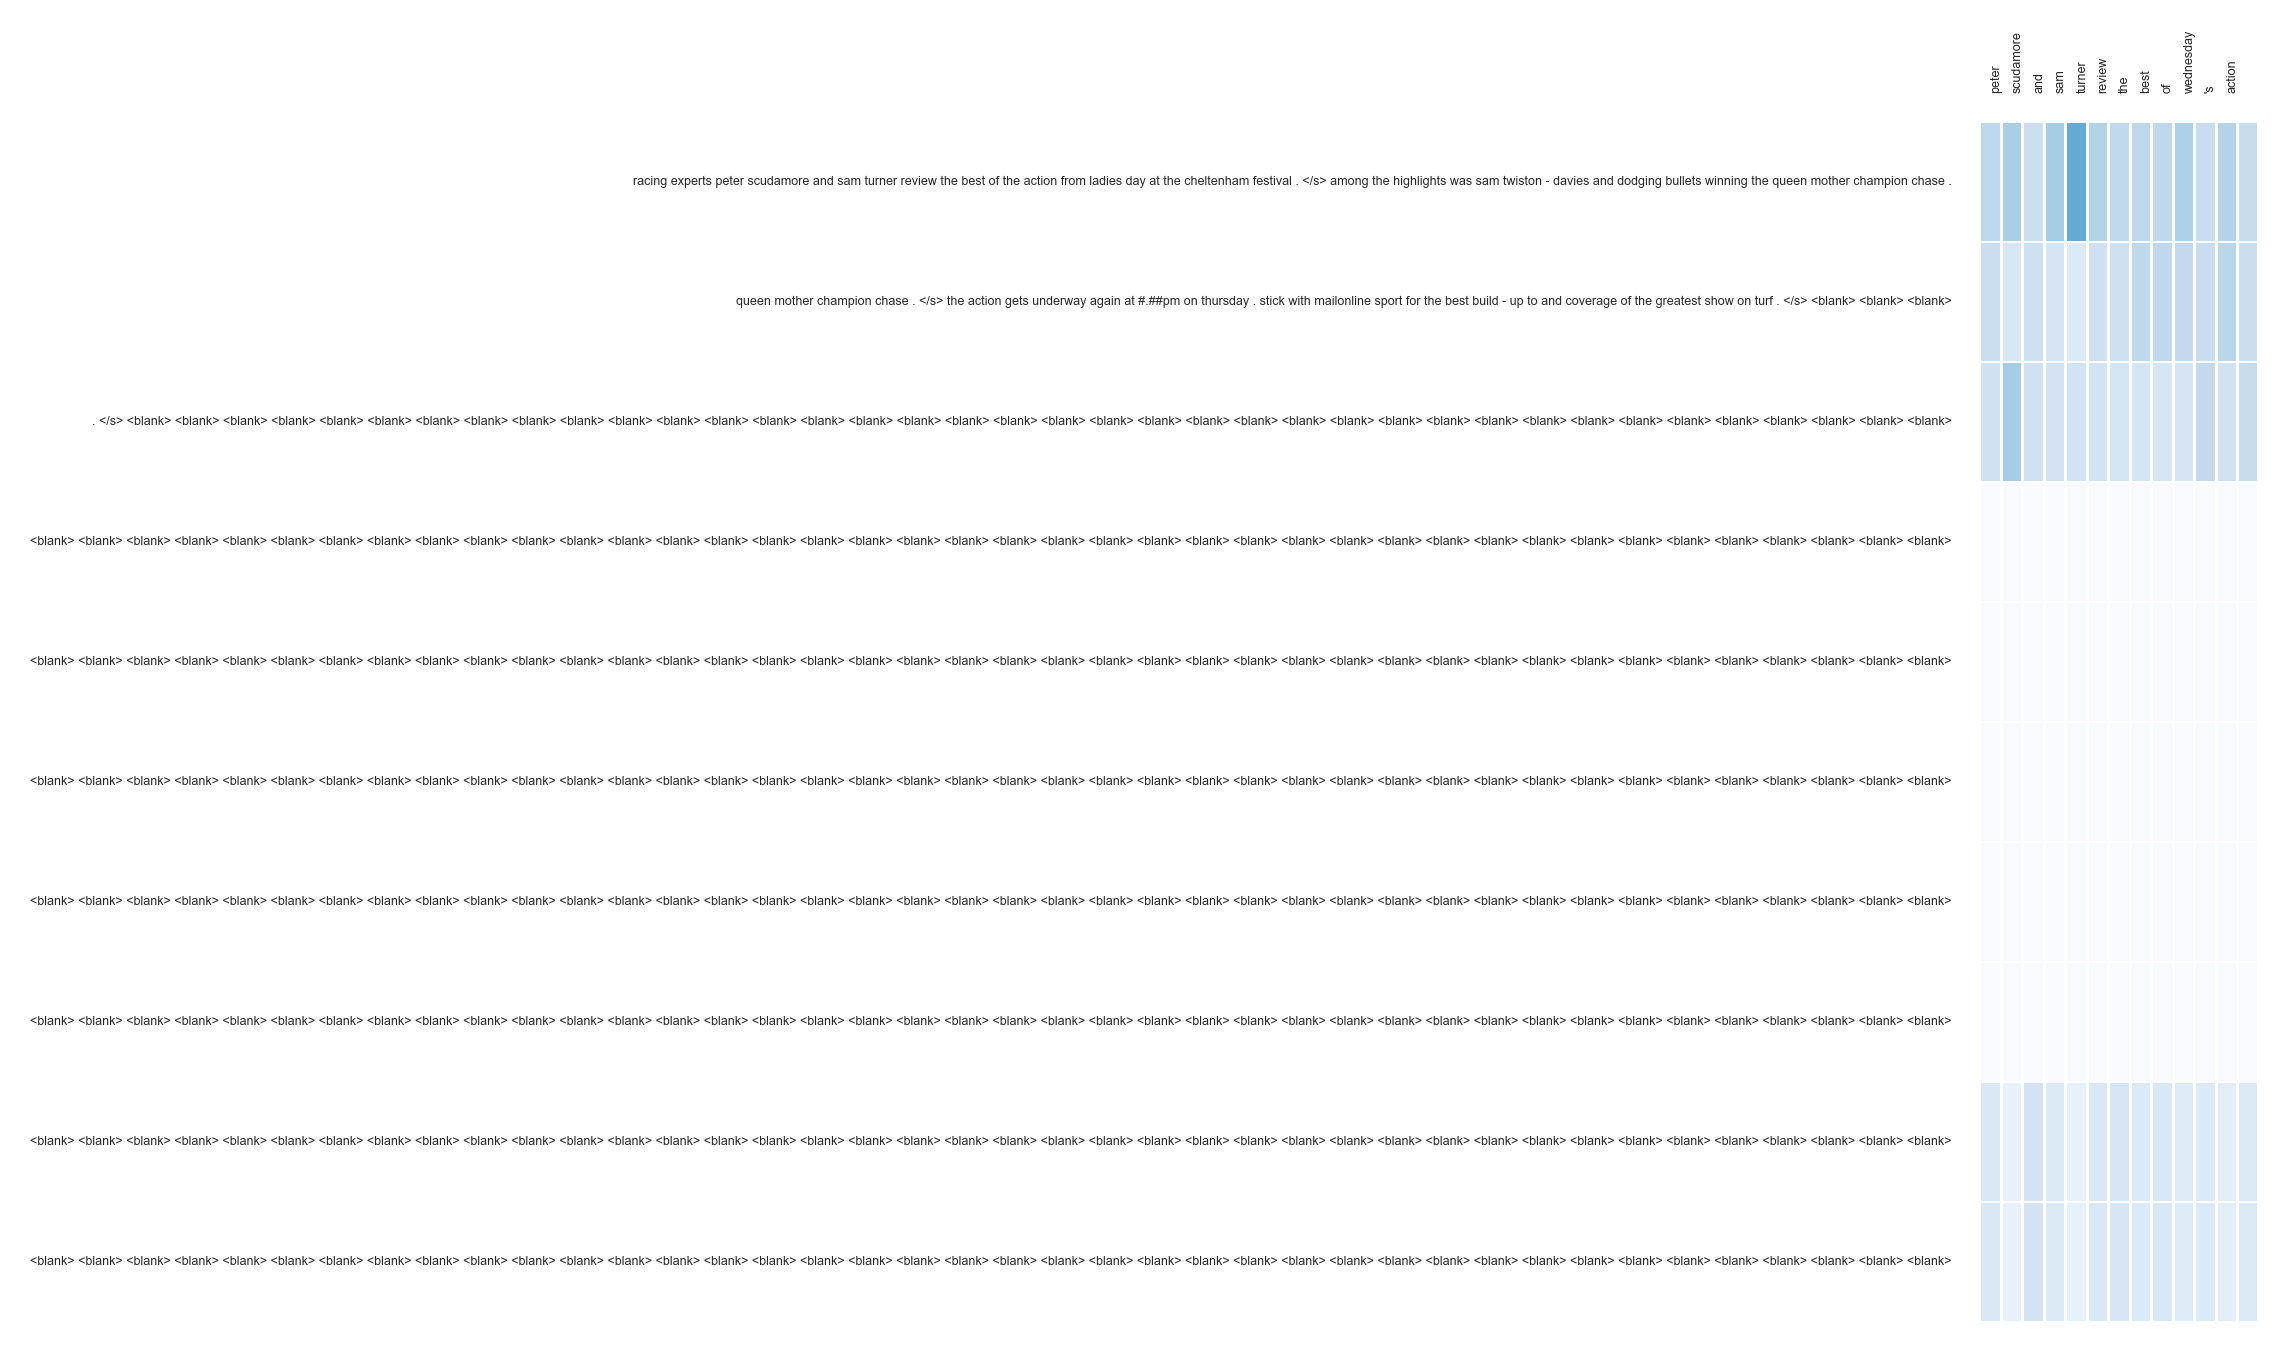 peter
scudamore
and
sam
turner
review
the
best
of
wednesday
's
action
racing experts peter scudamore and sam turner review the best of the action from ladies day at the cheltenham festival . </s> among the highlights was sam twiston - davies and dodging bullets winning the queen mother champion chase .
queen mother champion chase . </s> the action gets underway again at #.##pm on thursday . stick with mailonline sport for the best build - up to and coverage of the greatest show on turf . </s> <blank> <blank> <blank>
. </s> <blank> <blank> <blank> <blank> <blank> <blank> <blank> <blank> <blank> <blank> <blank> <blank> <blank> <blank> <blank> <blank> <blank> <blank> <blank> <blank> <blank> <blank> <blank> <blank> <blank> <blank> <blank> <blank> <blank> <blank> <blank> <blank> <blank> <blank> <blank> <blank> <blank> <blank>
<blank> <blank> <blank> <blank> <blank> <blank> <blank> <blank> <blank> <blank> <blank> <blank> <blank> <blank> <blank> <blank> <blank> <blank> <blank> <blank> <blank> <blank> <blank> <blank> <blank> <blank> <blank> <blank> <blank> <blank> <blank> <blank> <blank> <blank> <blank> <blank> <blank> <blank> <blank> <blank>
<blank> <blank> <blank> <blank> <blank> <blank> <blank> <blank> <blank> <blank> <blank> <blank> <blank> <blank> <blank> <blank> <blank> <blank> <blank> <blank> <blank> <blank> <blank> <blank> <blank> <blank> <blank> <blank> <blank> <blank> <blank> <blank> <blank> <blank> <blank> <blank> <blank> <blank> <blank> <blank>
<blank> <blank> <blank> <blank> <blank> <blank> <blank> <blank> <blank> <blank> <blank> <blank> <blank> <blank> <blank> <blank> <blank> <blank> <blank> <blank> <blank> <blank> <blank> <blank> <blank> <blank> <blank> <blank> <blank> <blank> <blank> <blank> <blank> <blank> <blank> <blank> <blank> <blank> <blank> <blank>
<blank> <blank> <blank> <blank> <blank> <blank> <blank> <blank> <blank> <blank> <blank> <blank> <blank> <blank> <blank> <blank> <blank> <blank> <blank> <blank> <blank> <blank> <blank> <blank> <blank> <blank> <blank> <blank> <blank> <blank> <blank> <blank> <blank> <blank> <blank> <blank> <blank> <blank> <blank> <blank>
<blank> <blank> <blank> <blank> <blank> <blank> <blank> <blank> <blank> <blank> <blank> <blank> <blank> <blank> <blank> <blank> <blank> <blank> <blank> <blank> <blank> <blank> <blank> <blank> <blank> <blank> <blank> <blank> <blank> <blank> <blank> <blank> <blank> <blank> <blank> <blank> <blank> <blank> <blank> <blank>
<blank> <blank> <blank> <blank> <blank> <blank> <blank> <blank> <blank> <blank> <blank> <blank> <blank> <blank> <blank> <blank> <blank> <blank> <blank> <blank> <blank> <blank> <blank> <blank> <blank> <blank> <blank> <blank> <blank> <blank> <blank> <blank> <blank> <blank> <blank> <blank> <blank> <blank> <blank> <blank>
<blank> <blank> <blank> <blank> <blank> <blank> <blank> <blank> <blank> <blank> <blank> <blank> <blank> <blank> <blank> <blank> <blank> <blank> <blank> <blank> <blank> <blank> <blank> <blank> <blank> <blank> <blank> <blank> <blank> <blank> <blank> <blank> <blank> <blank> <blank> <blank> <blank> <blank> <blank> <blank>